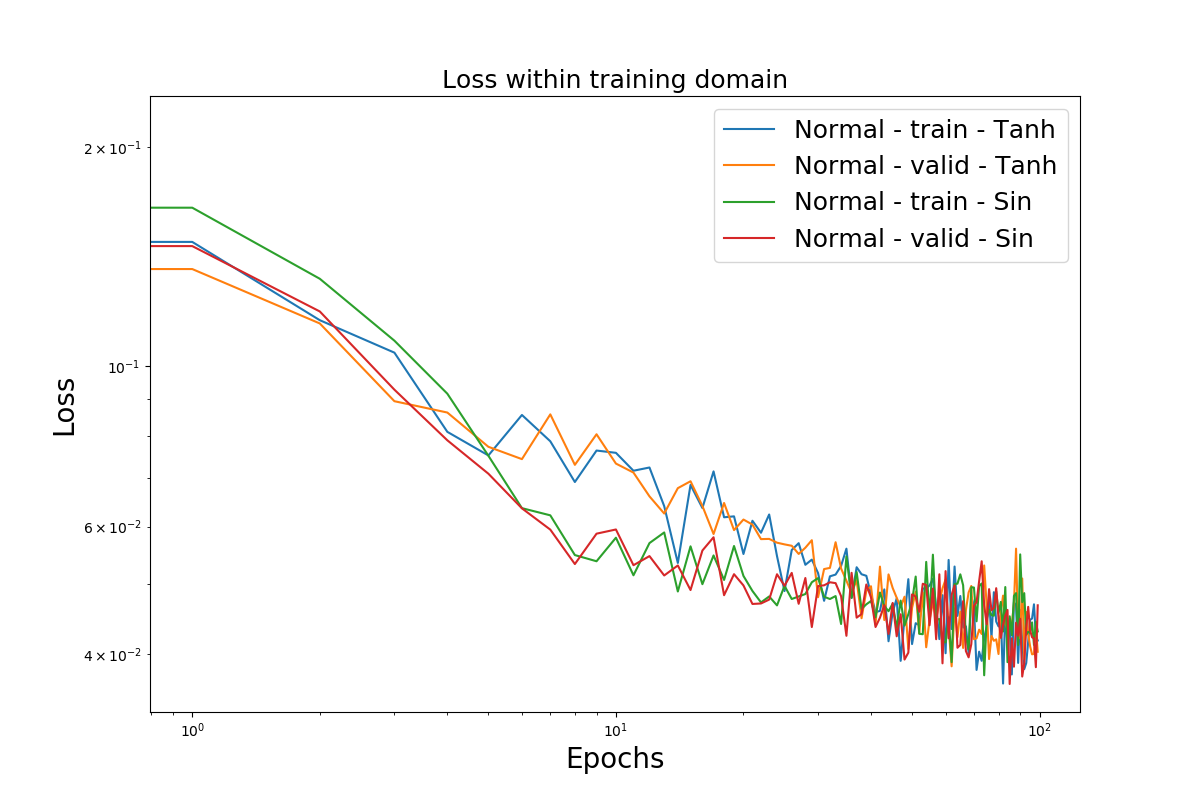 Loss within training domain
Normal - train - Tanh
Normal - valid - Tanh
Normal - train - Sin
Normal - valid - Sin
Loss
2 × 10⁻¹
10⁻¹
6 × 10⁻²
4 × 10⁻²
10⁰
10¹
10²
Epochs